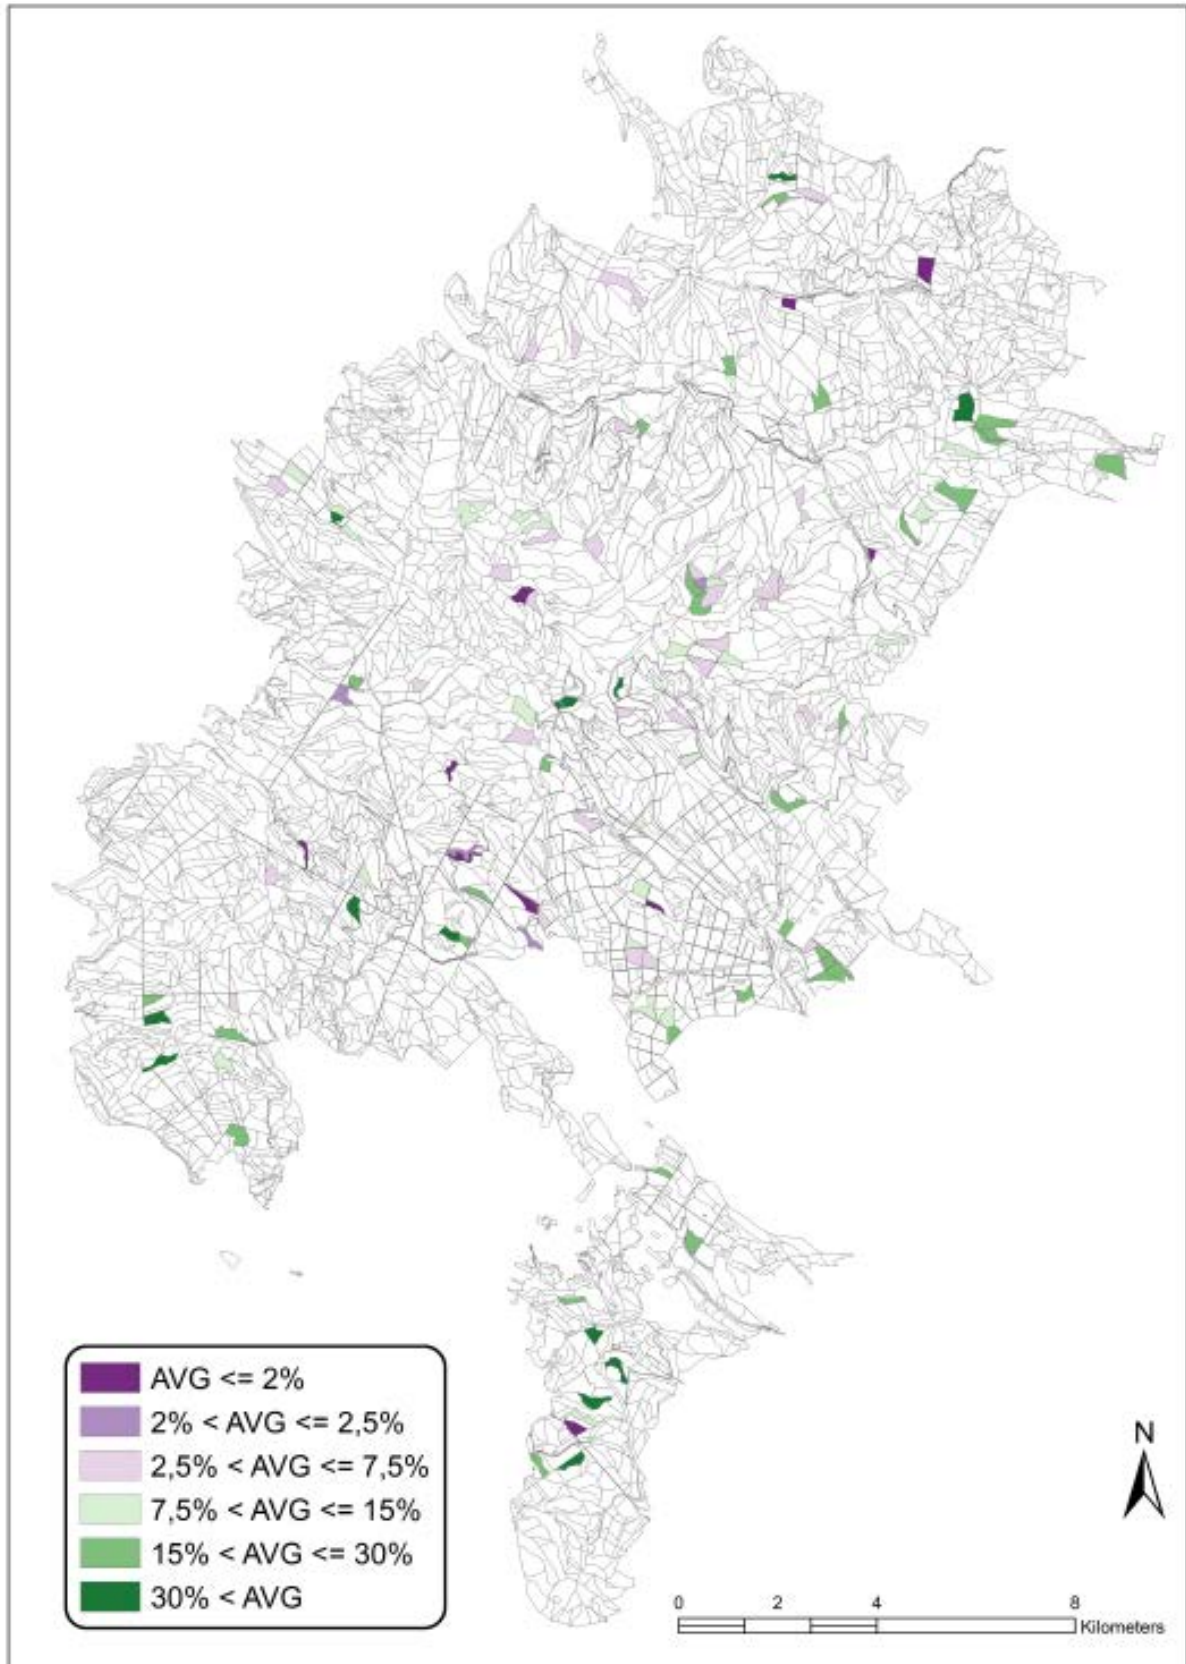 AVG <= 2%
2% < AVG <= 2,5%
2,5% < AVG <= 7,5%
7,5% < AVG <= 15%
15% < AVG <= 30%
30% < AVG
N
0 2 4 8
Kilometers